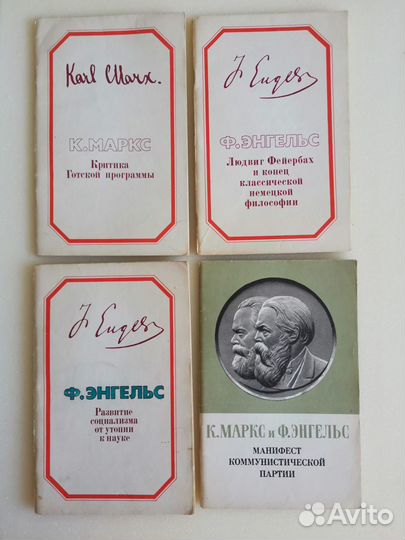 Karl Marx.
К.МАРКС
Критика
Готской программы
F Engels
Ф.ЭНГЕЛЬС
Людвиг Фейербах
и конец
классической
немецкой
философии
F Engels
Ф.ЭНГЕЛЬС
Развитие
социализма
от утопии
к науке
К.МАРКС и Ф.ЭНГЕЛЬС
МАНИФЕСТ
КОММУНИСТИЧЕСКОЙ
ПАРТИИ
Avito